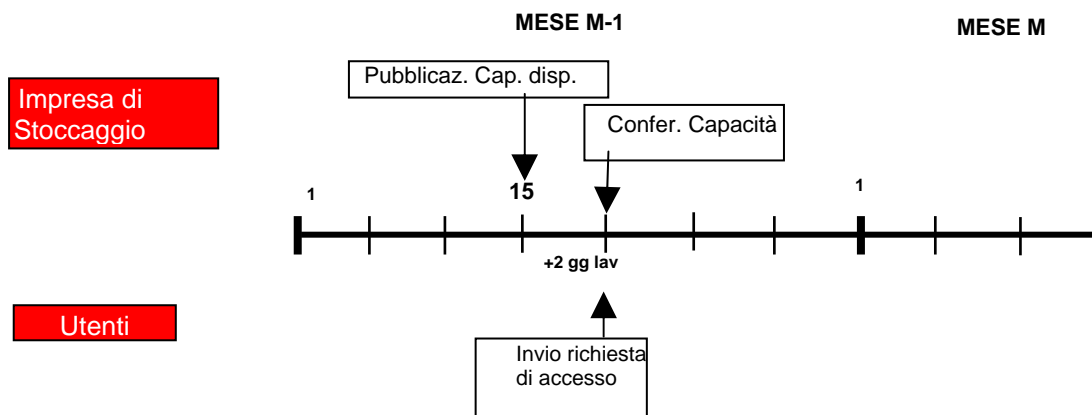 MESE M-1
MESE M
Pubblicaz. Cap. disp.
Impresa di
Stoccaggio
Confer. Capacità
1
15
1
+2 gg lav
Utenti
Invio richiesta
di accesso